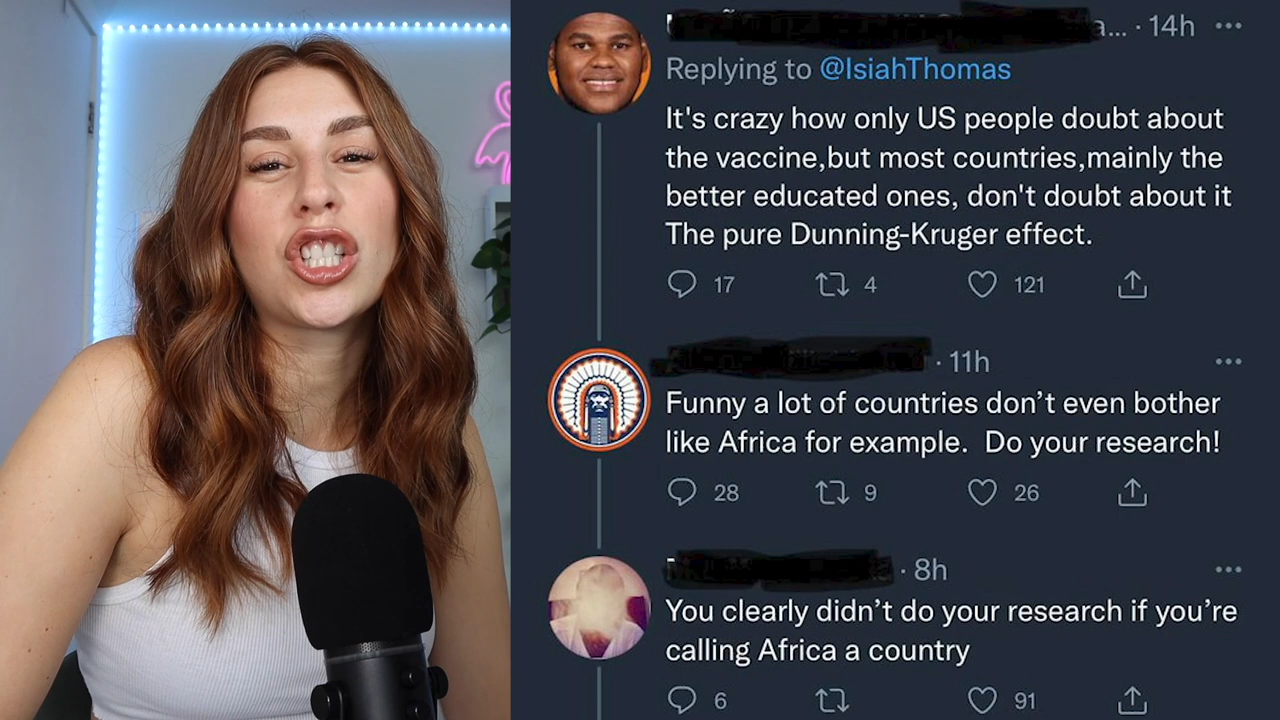 a... · 14h
Replying to @IsiahThomas
It's crazy how only US people doubt about
the vaccine,but most countries,mainly the
better educated ones, don't doubt about it
The pure Dunning-Kruger effect.
17 4 121
· 11h
Funny a lot of countries don’t even bother
like Africa for example.  Do your research!
28 9 26
· 8h
You clearly didn’t do your research if you’re
calling Africa a country
6 91